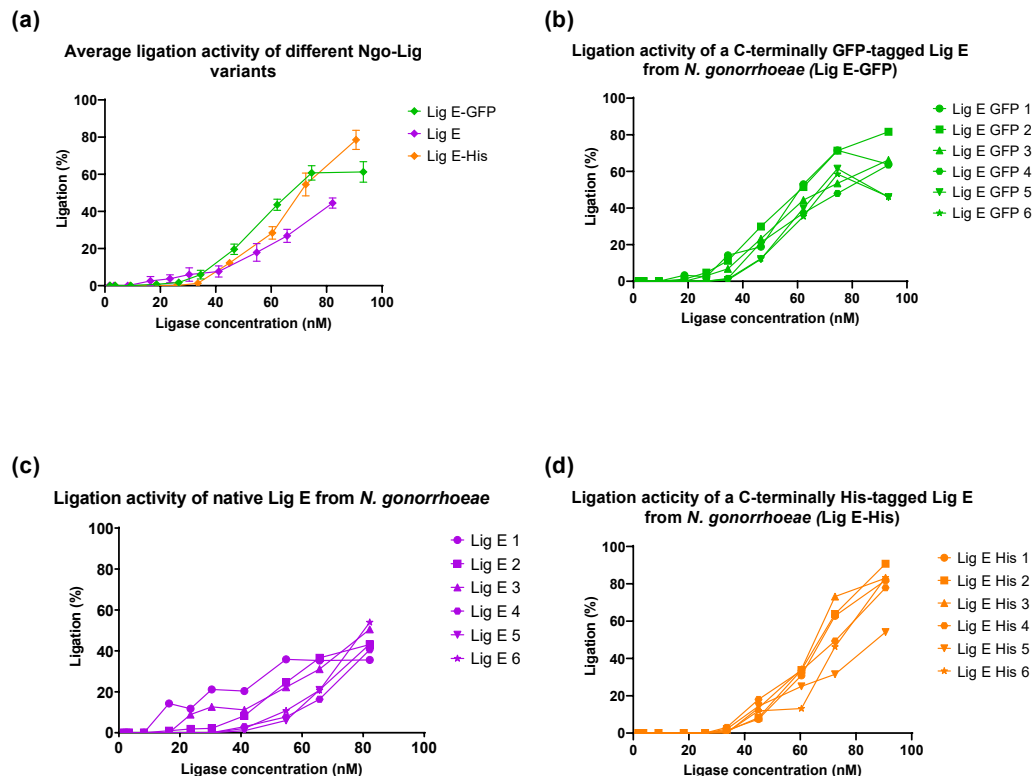 (a)
Average ligation activity of different Ngo-Lig
variants
Ligation (%)
100
80
60
40
20
0
0 20 40 60 80 100
Ligase concentration (nM)
Lig E-GFP
Lig E
Lig E-His
(b)
Ligation activity of a C-terminally GFP-tagged Lig E
from N. gonorrhoeae (Lig E-GFP)
Ligation (%)
100
80
60
40
20
0
0 20 40 60 80 100
Ligase concentration (nM)
Lig E GFP 1
Lig E GFP 2
Lig E GFP 3
Lig E GFP 4
Lig E GFP 5
Lig E GFP 6
(c)
Ligation activity of native Lig E from N. gonorrhoeae
Ligation (%)
100
80
60
40
20
0
0 20 40 60 80 100
Ligase concentration (nM)
Lig E 1
Lig E 2
Lig E 3
Lig E 4
Lig E 5
Lig E 6
(d)
Ligation acticity of a C-terminally His-tagged Lig E
from N. gonorrhoeae (Lig E-His)
Ligation (%)
100
80
60
40
20
0
0 20 40 60 80 100
Ligase concentration (nM)
Lig E His 1
Lig E His 2
Lig E His 3
Lig E His 4
Lig E His 5
Lig E His 6